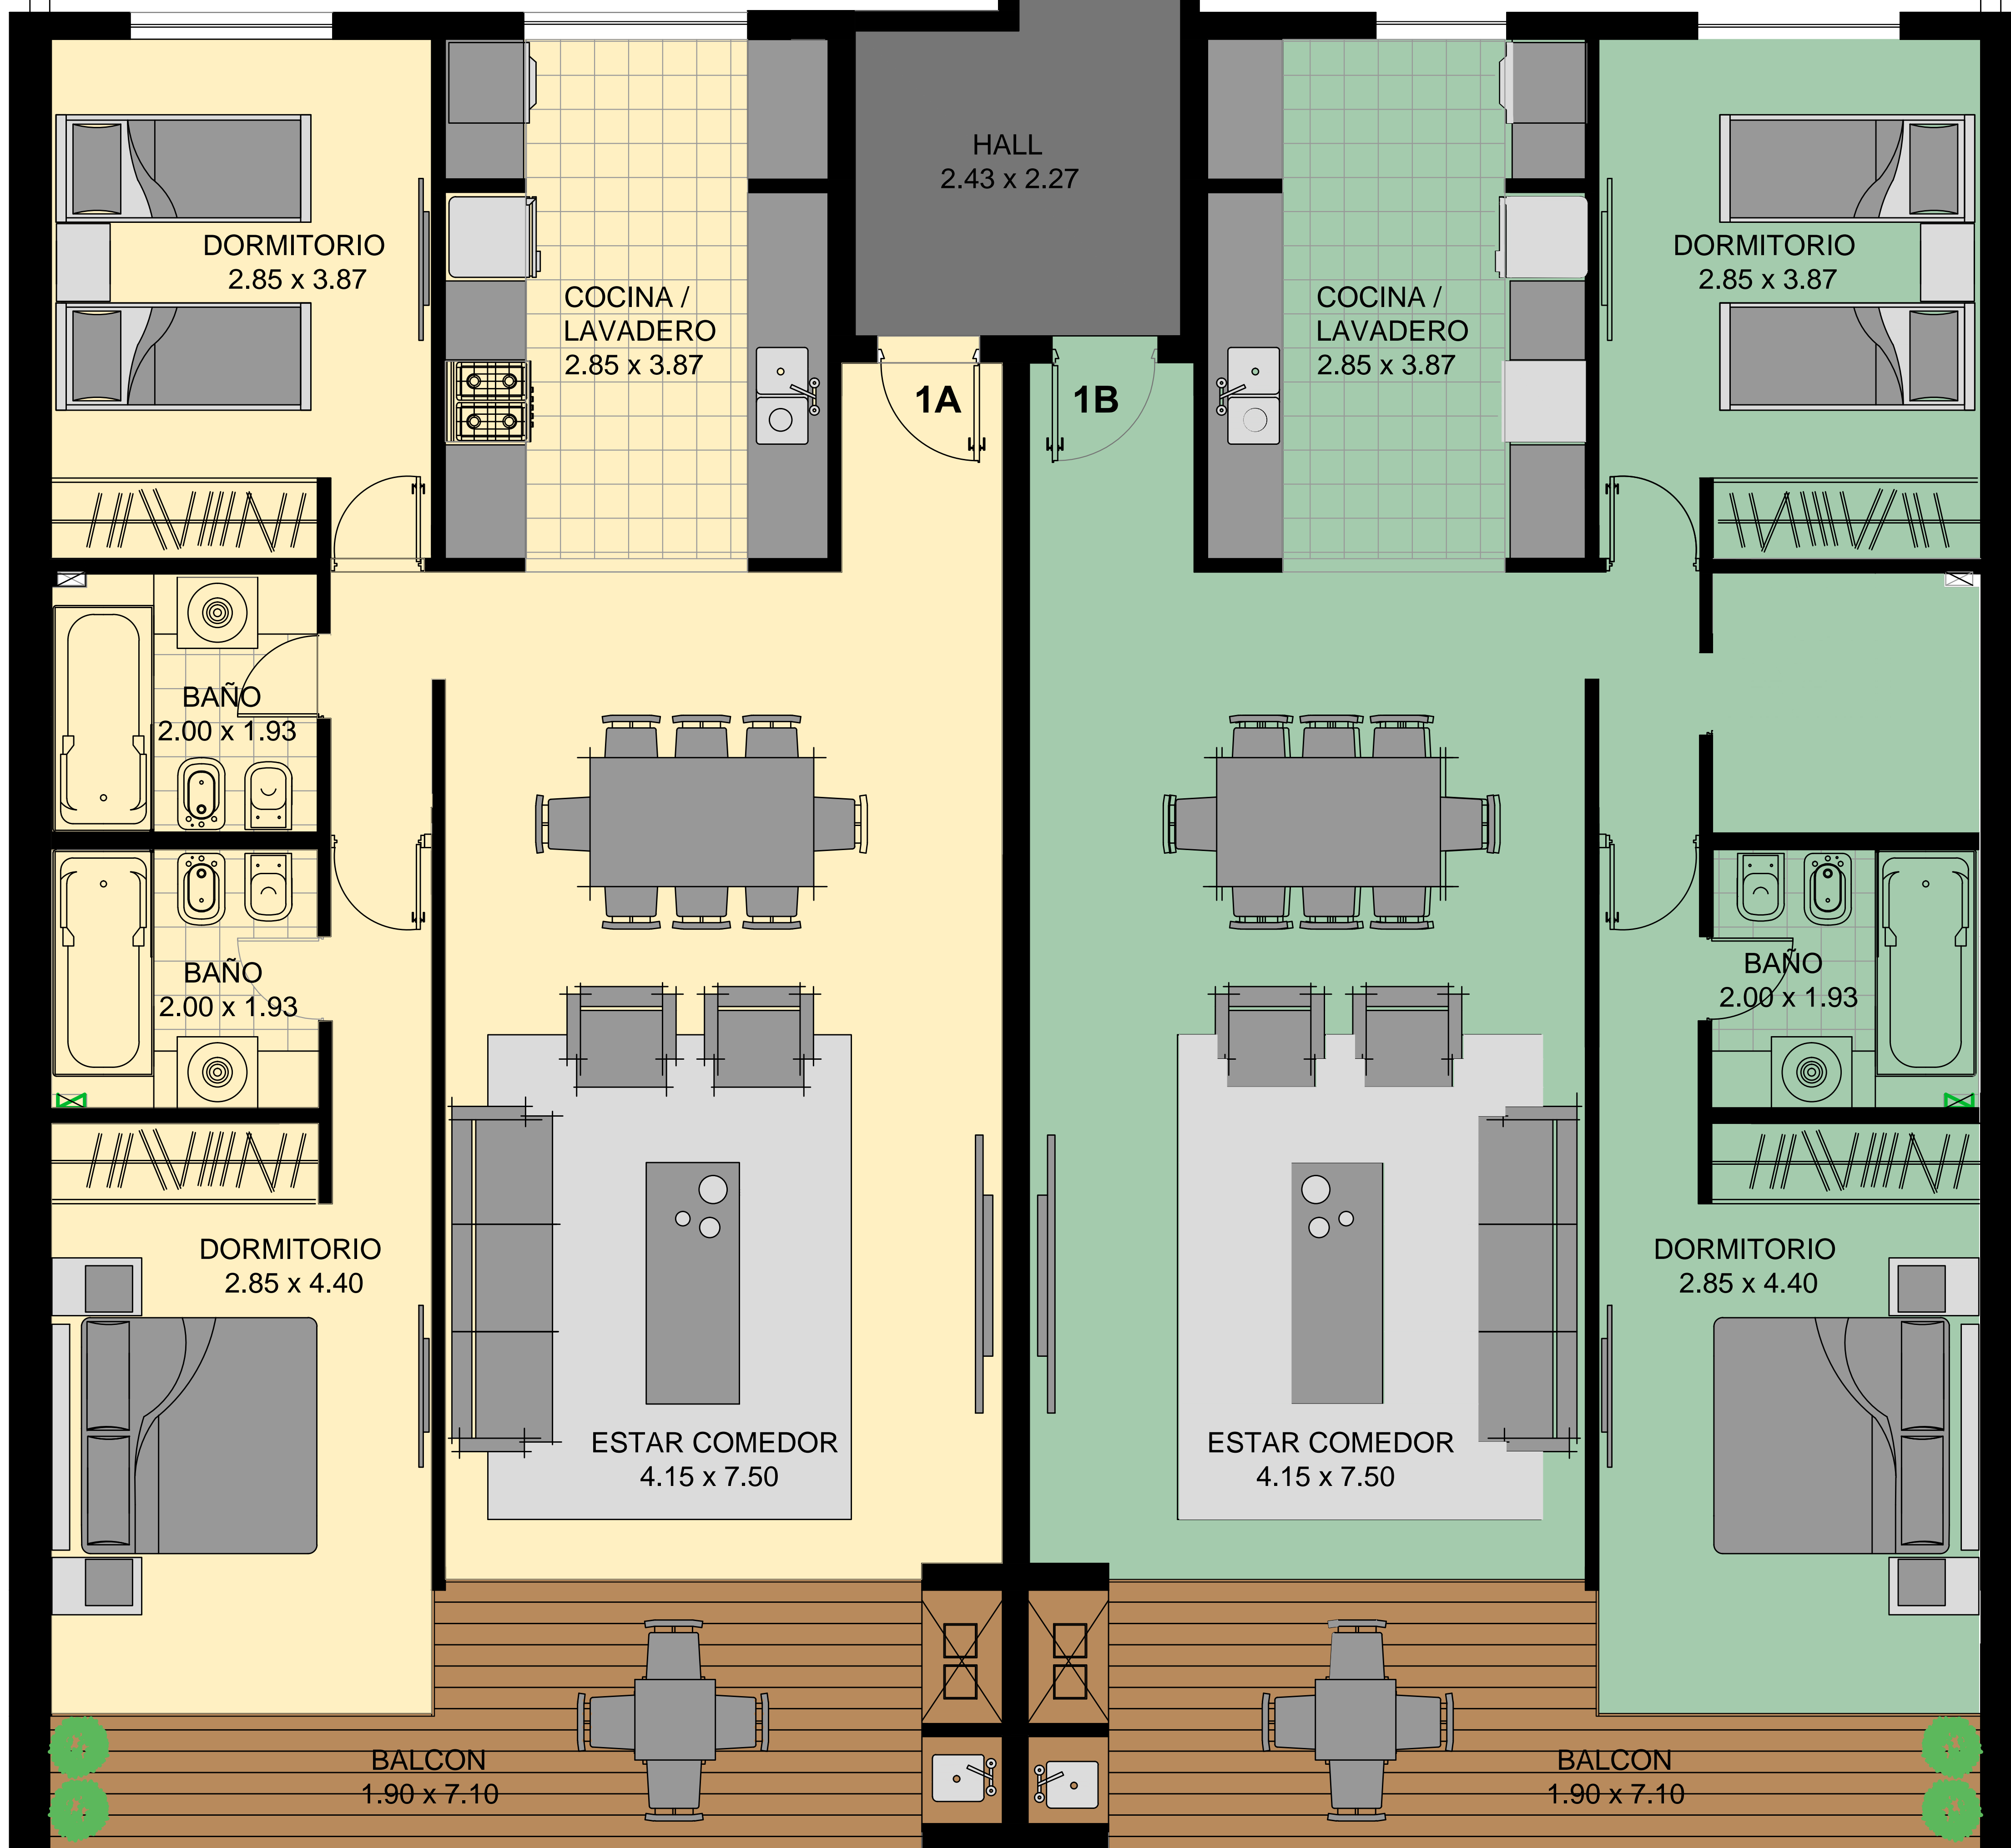 HALL
2.43 x 2.27
DORMITORIO
2.85 x 3.87
COCINA /
LAVADERO
2.85 x 3.87
COCINA /
LAVADERO
2.85 x 3.87
DORMITORIO
2.85 x 3.87
1A
1B
BAÑO
2.00 x 1.93
BAÑO
2.00 x 1.93
BAÑO
2.00 x 1.93
DORMITORIO
2.85 x 4.40
DORMITORIO
2.85 x 4.40
ESTAR COMEDOR
4.15 x 7.50
ESTAR COMEDOR
4.15 x 7.50
BALCON
1.90 x 7.10
BALCON
1.90 x 7.10